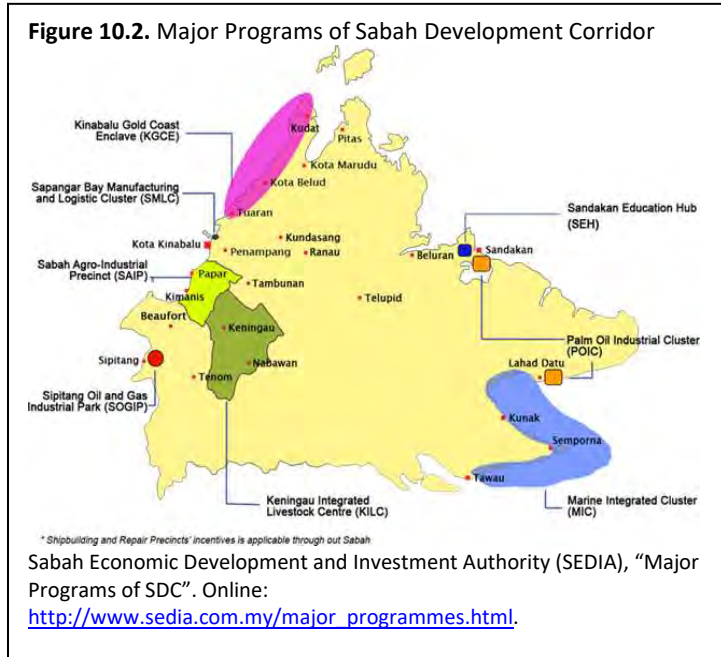 Figure 10.2. Major Programs of Sabah Development Corridor
Kinabalu Gold Coast
Enclave (KGCE)
Kudat
Pitas
Kota Marudu
Sapangar Bay Manufacturing
and Logistic Cluster (SMLC)
Kota Belud
Tuaran
Sandakan Education Hub
(SEH)
Kota Kinabalu
Penampang
Kundasang
Ranau
Beluran
Sandakan
Sabah Agro-Industrial
Precinct (SAIP)
Papar
Tambunan
Kimanis
Telupid
Beaufort
Keningau
Palm Oil Industrial Cluster
(POIC)
Sipitang
Nabawan
Lahad Datu
Tenom
Sipitang Oil and Gas
Industrial Park (SOGIP)
Kunak
Semporna
Tawau
Keningau Integrated
Livestock Centre (KILC)
Marine Integrated Cluster
(MIC)
* Shipbuilding and Repair Precincts' incentives is applicable through out Sabah
Sabah Economic Development and Investment Authority (SEDIA), “Major
Programs of SDC”. Online:
http://www.sedia.com.my/major_programmes.html.